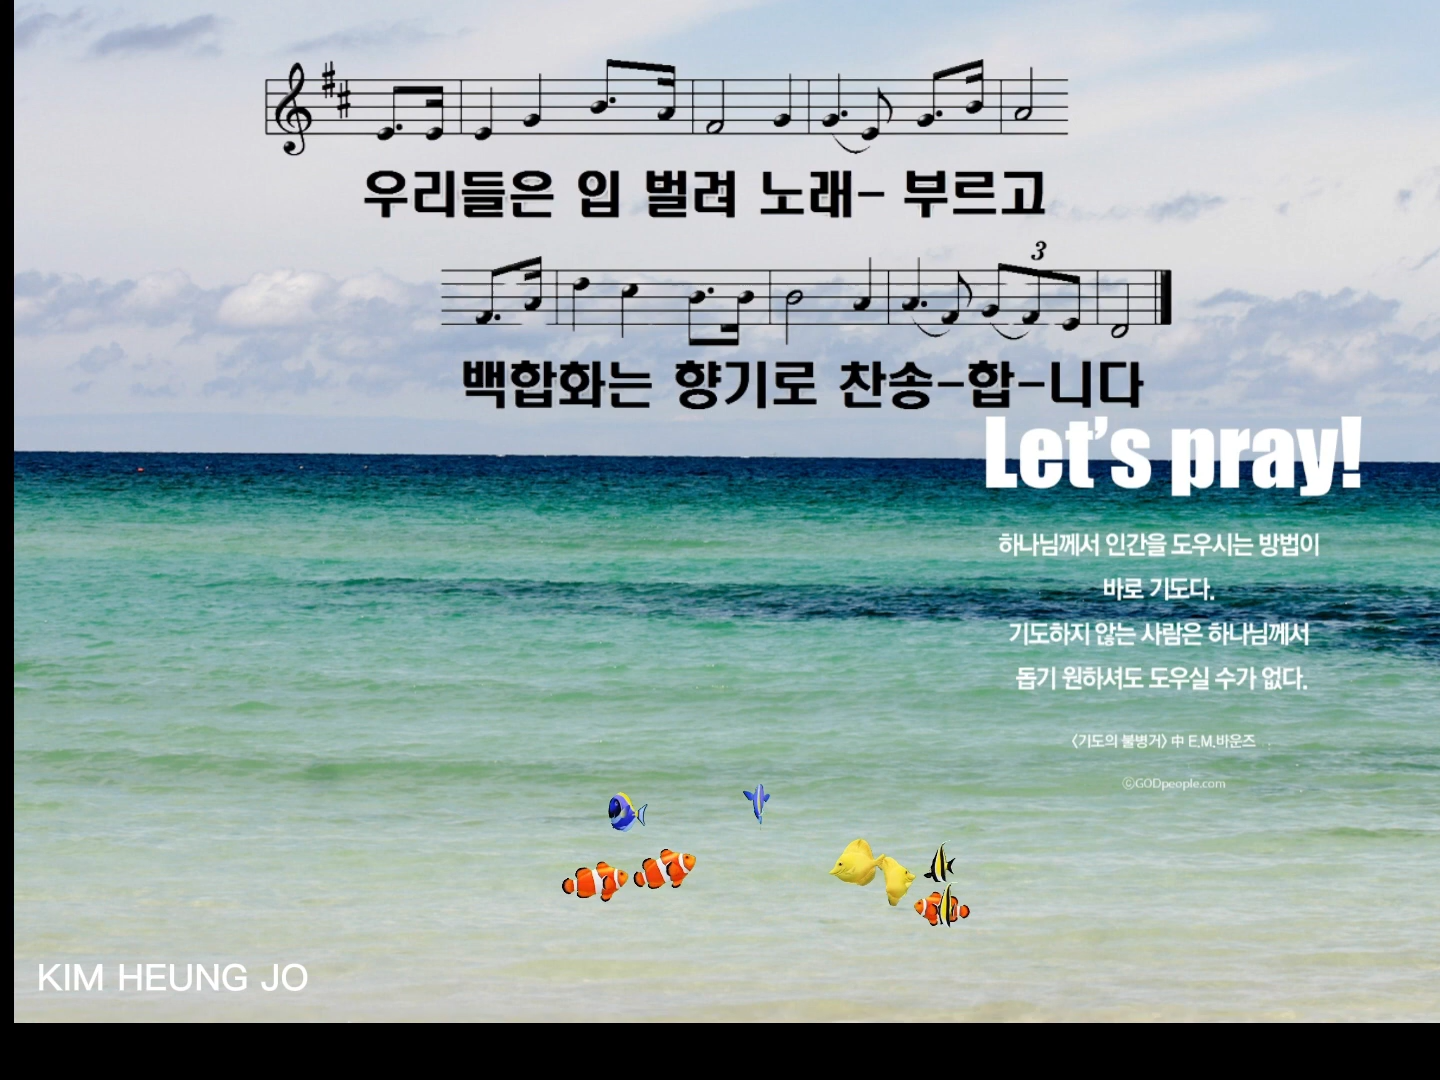 3
우리들은 입 벌려 노래- 부르고
백합화는 향기로 찬송-합-니다
Let's pray!
하나님께서 인간을 도우시는 방법이
바로 기도다.
기도하지 않는 사람은 하나님께서
돕기 원하셔도 도우실 수가 없다.
〈기도의 불병거〉 中 E.M.바운즈
ⓒGODpeople.com
KIM HEUNG JO